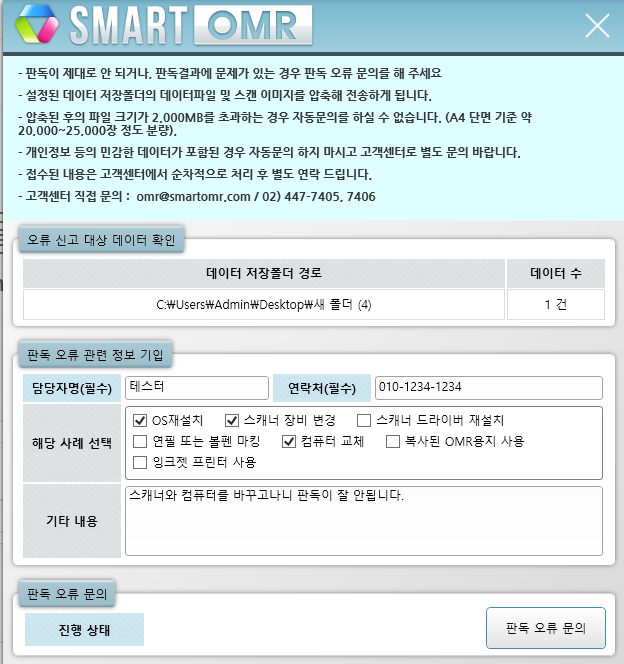 SMART OMR
- 판독이 제대로 안 되거나, 판독결과에 문제가 있는 경우 판독 오류 문의를 해 주세요
- 설정된 데이터 저장폴더의 데이터파일 및 스캔 이미지를 압축해 전송하게 됩니다.
- 압축된 후의 파일 크기가 2,000MB를 초과하는 경우 자동문의를 하실 수 없습니다. (A4 단면 기준 약
20,000~25,000장 정도 분량).
- 개인정보 등의 민감한 데이터가 포함된 경우 자동문의 하지 마시고 고객센터로 별도 문의 바랍니다.
- 접수된 내용은 고객센터에서 순차적으로 처리 후 별도 연락 드립니다.
- 고객센터 직접 문의 : omr@smartomr.com / 02) 447-7405, 7406
오류 신고 대상 데이터 확인
데이터 저장폴더 경로 데이터 수
C:₩Users₩Admin₩Desktop₩새 폴더 (4) 1 건
판독 오류 관련 정보 기입
담당자명(필수) 테스터 연락처(필수) 010-1234-1234
해당 사례 선택
OS재설치 스캐너 장비 변경 스캐너 드라이버 재설치
연필 또는 볼펜 마킹 컴퓨터 교체 복사된 OMR용지 사용
잉크젯 프린터 사용
기타 내용
스캐너와 컴퓨터를 바꾸고나니 판독이 잘 안됩니다.
판독 오류 문의
진행 상태 판독 오류 문의